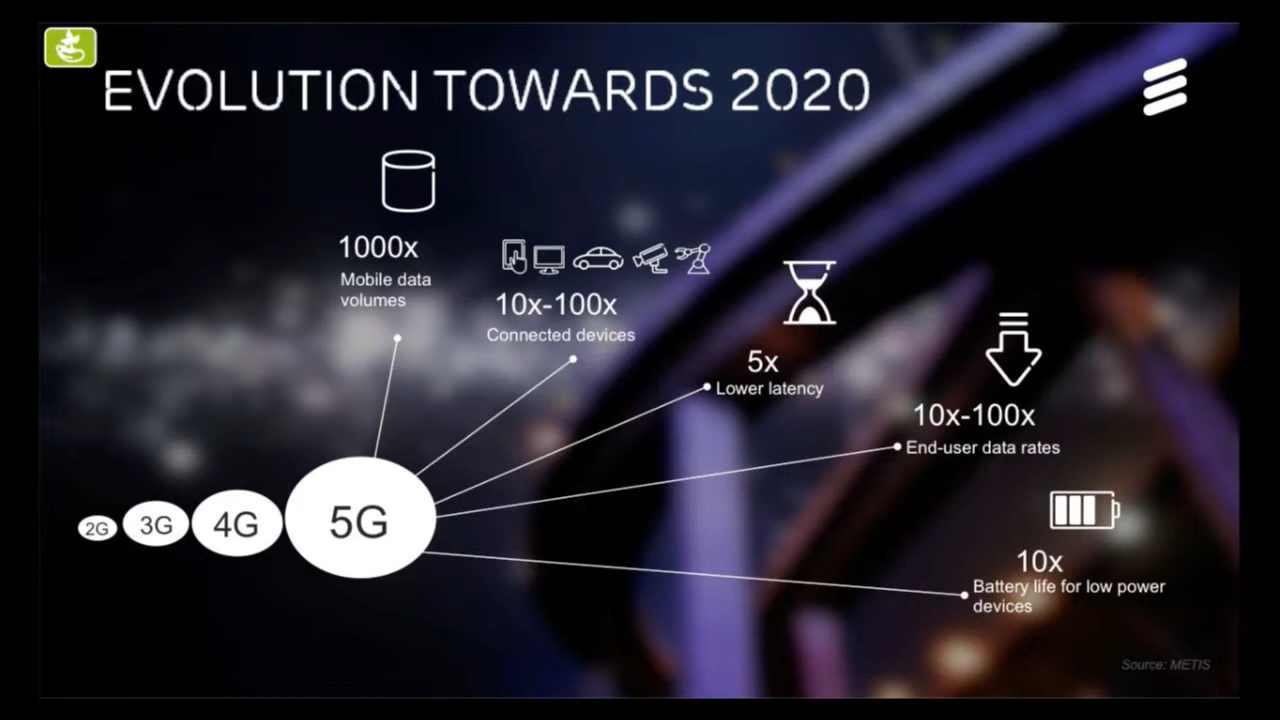 EVOLUTION TOWARDS 2020
1000x
Mobile data
volumes
10x-100x
Connected devices
5x
Lower latency
10x-100x
End-user data rates
10x
Battery life for low power
devices
2G
3G
4G
5G
Source: METIS